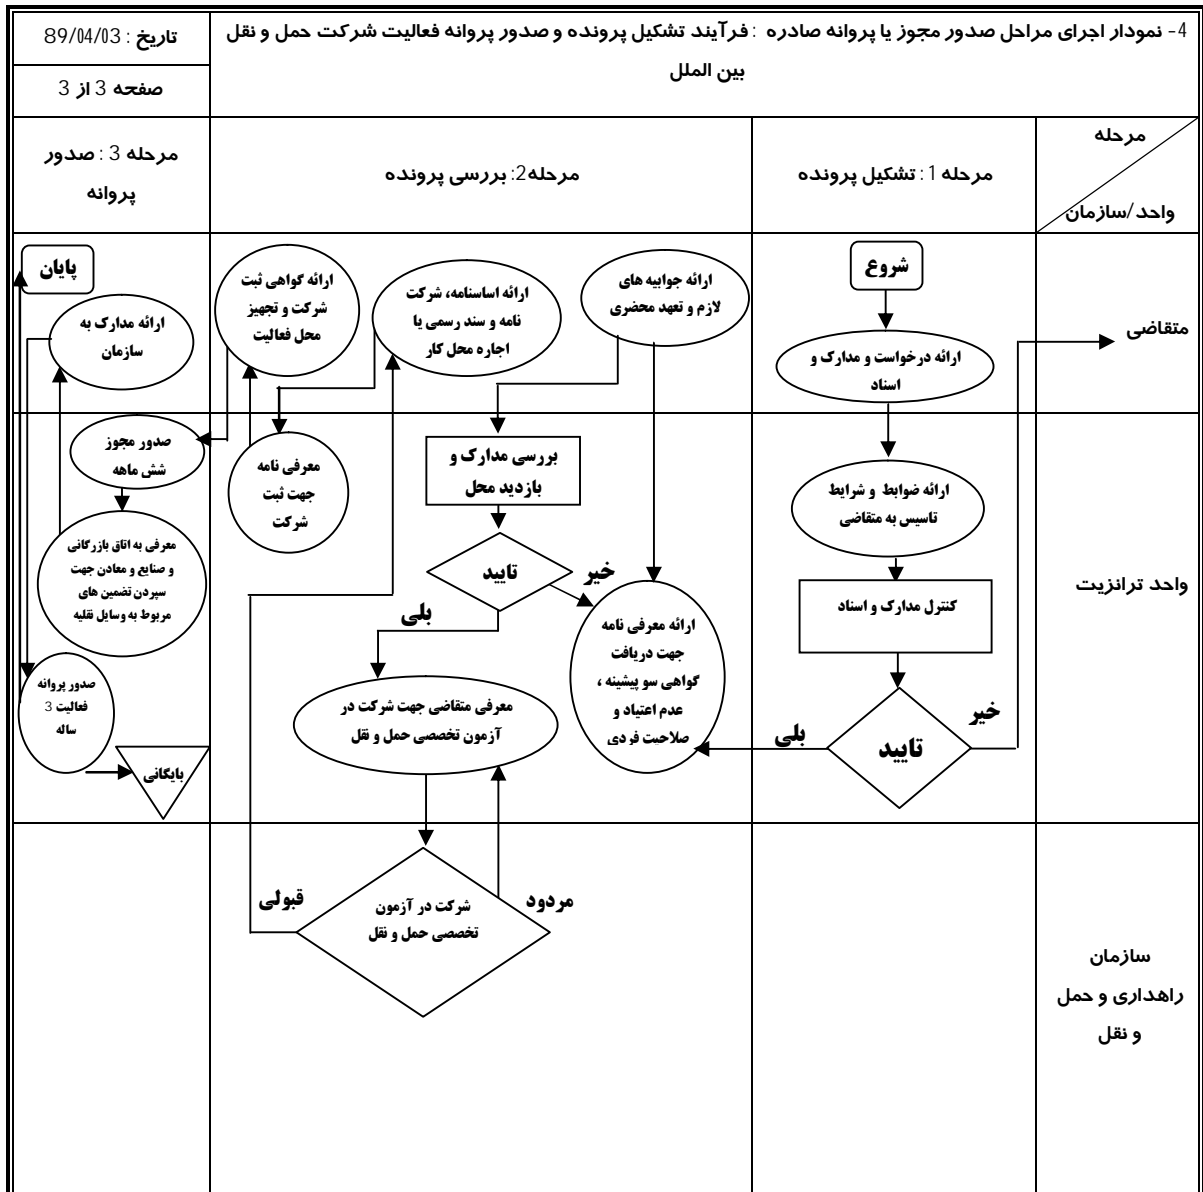 4- نمودار اجرای مراحل صدور مجوز یا پروانه صادره : فرآیند تشکیل پرونده و صدور پروانه فعالیت شرکت حمل و نقل
بین الملل
تاریخ : 89/04/03
صفحه 3 از 3
مرحله
واحد/سازمان
مرحله 1 : تشکیل پرونده
مرحله2: بررسی پرونده
مرحله 3 : صدور
پروانه
متقاضی
شروع
ارائه درخواست و مدارک و
اسناد
ارائه جوابیه های
لازم و تعهد محضری
ارائه اساسنامه، شرکت
نامه و سند رسمی یا
اجاره محل کار
ارائه گواهی ثبت
شرکت و تجهیز
محل فعالیت
پایان
ارائه مدارک به
سازمان
واحد ترانزیت
ارائه ضوابط و شرایط
تاسیس به متقاضی
کنترل مدارک و اسناد
تایید
خیر
بلی
ارائه معرفی نامه
جهت دریافت
گواهی سو پیشینه ،
عدم اعتیاد و
صلاحیت فردی
بررسی مدارک و
بازدید محل
تایید
خیر
بلی
معرفی متقاضی جهت شرکت در
آزمون تخصصی حمل و نقل
معرفی نامه
جهت ثبت
شرکت
صدور مجوز
شش ماهه
معرفی به اتاق بازرگانی
و صنایع و معادن جهت
سپردن تضمین های
مربوط به وسایل نقلیه
صدور پروانه
فعالیت 3
ساله
بایگانی
سازمان
راهداری و حمل
و نقل
شرکت در آزمون
تخصصی حمل و نقل
مردود
قبولی